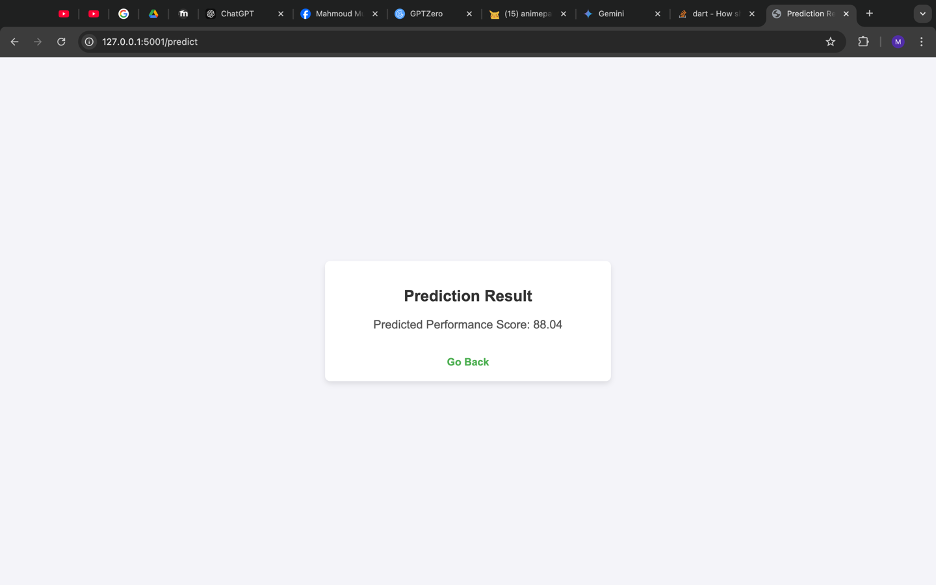 ChatGPT
Mahmoud M
GPTZero
(15) animepa
Gemini
dart - How s
Prediction Re
127.0.0.1:5001/predict
M
Prediction Result
Predicted Performance Score: 88.04
Go Back